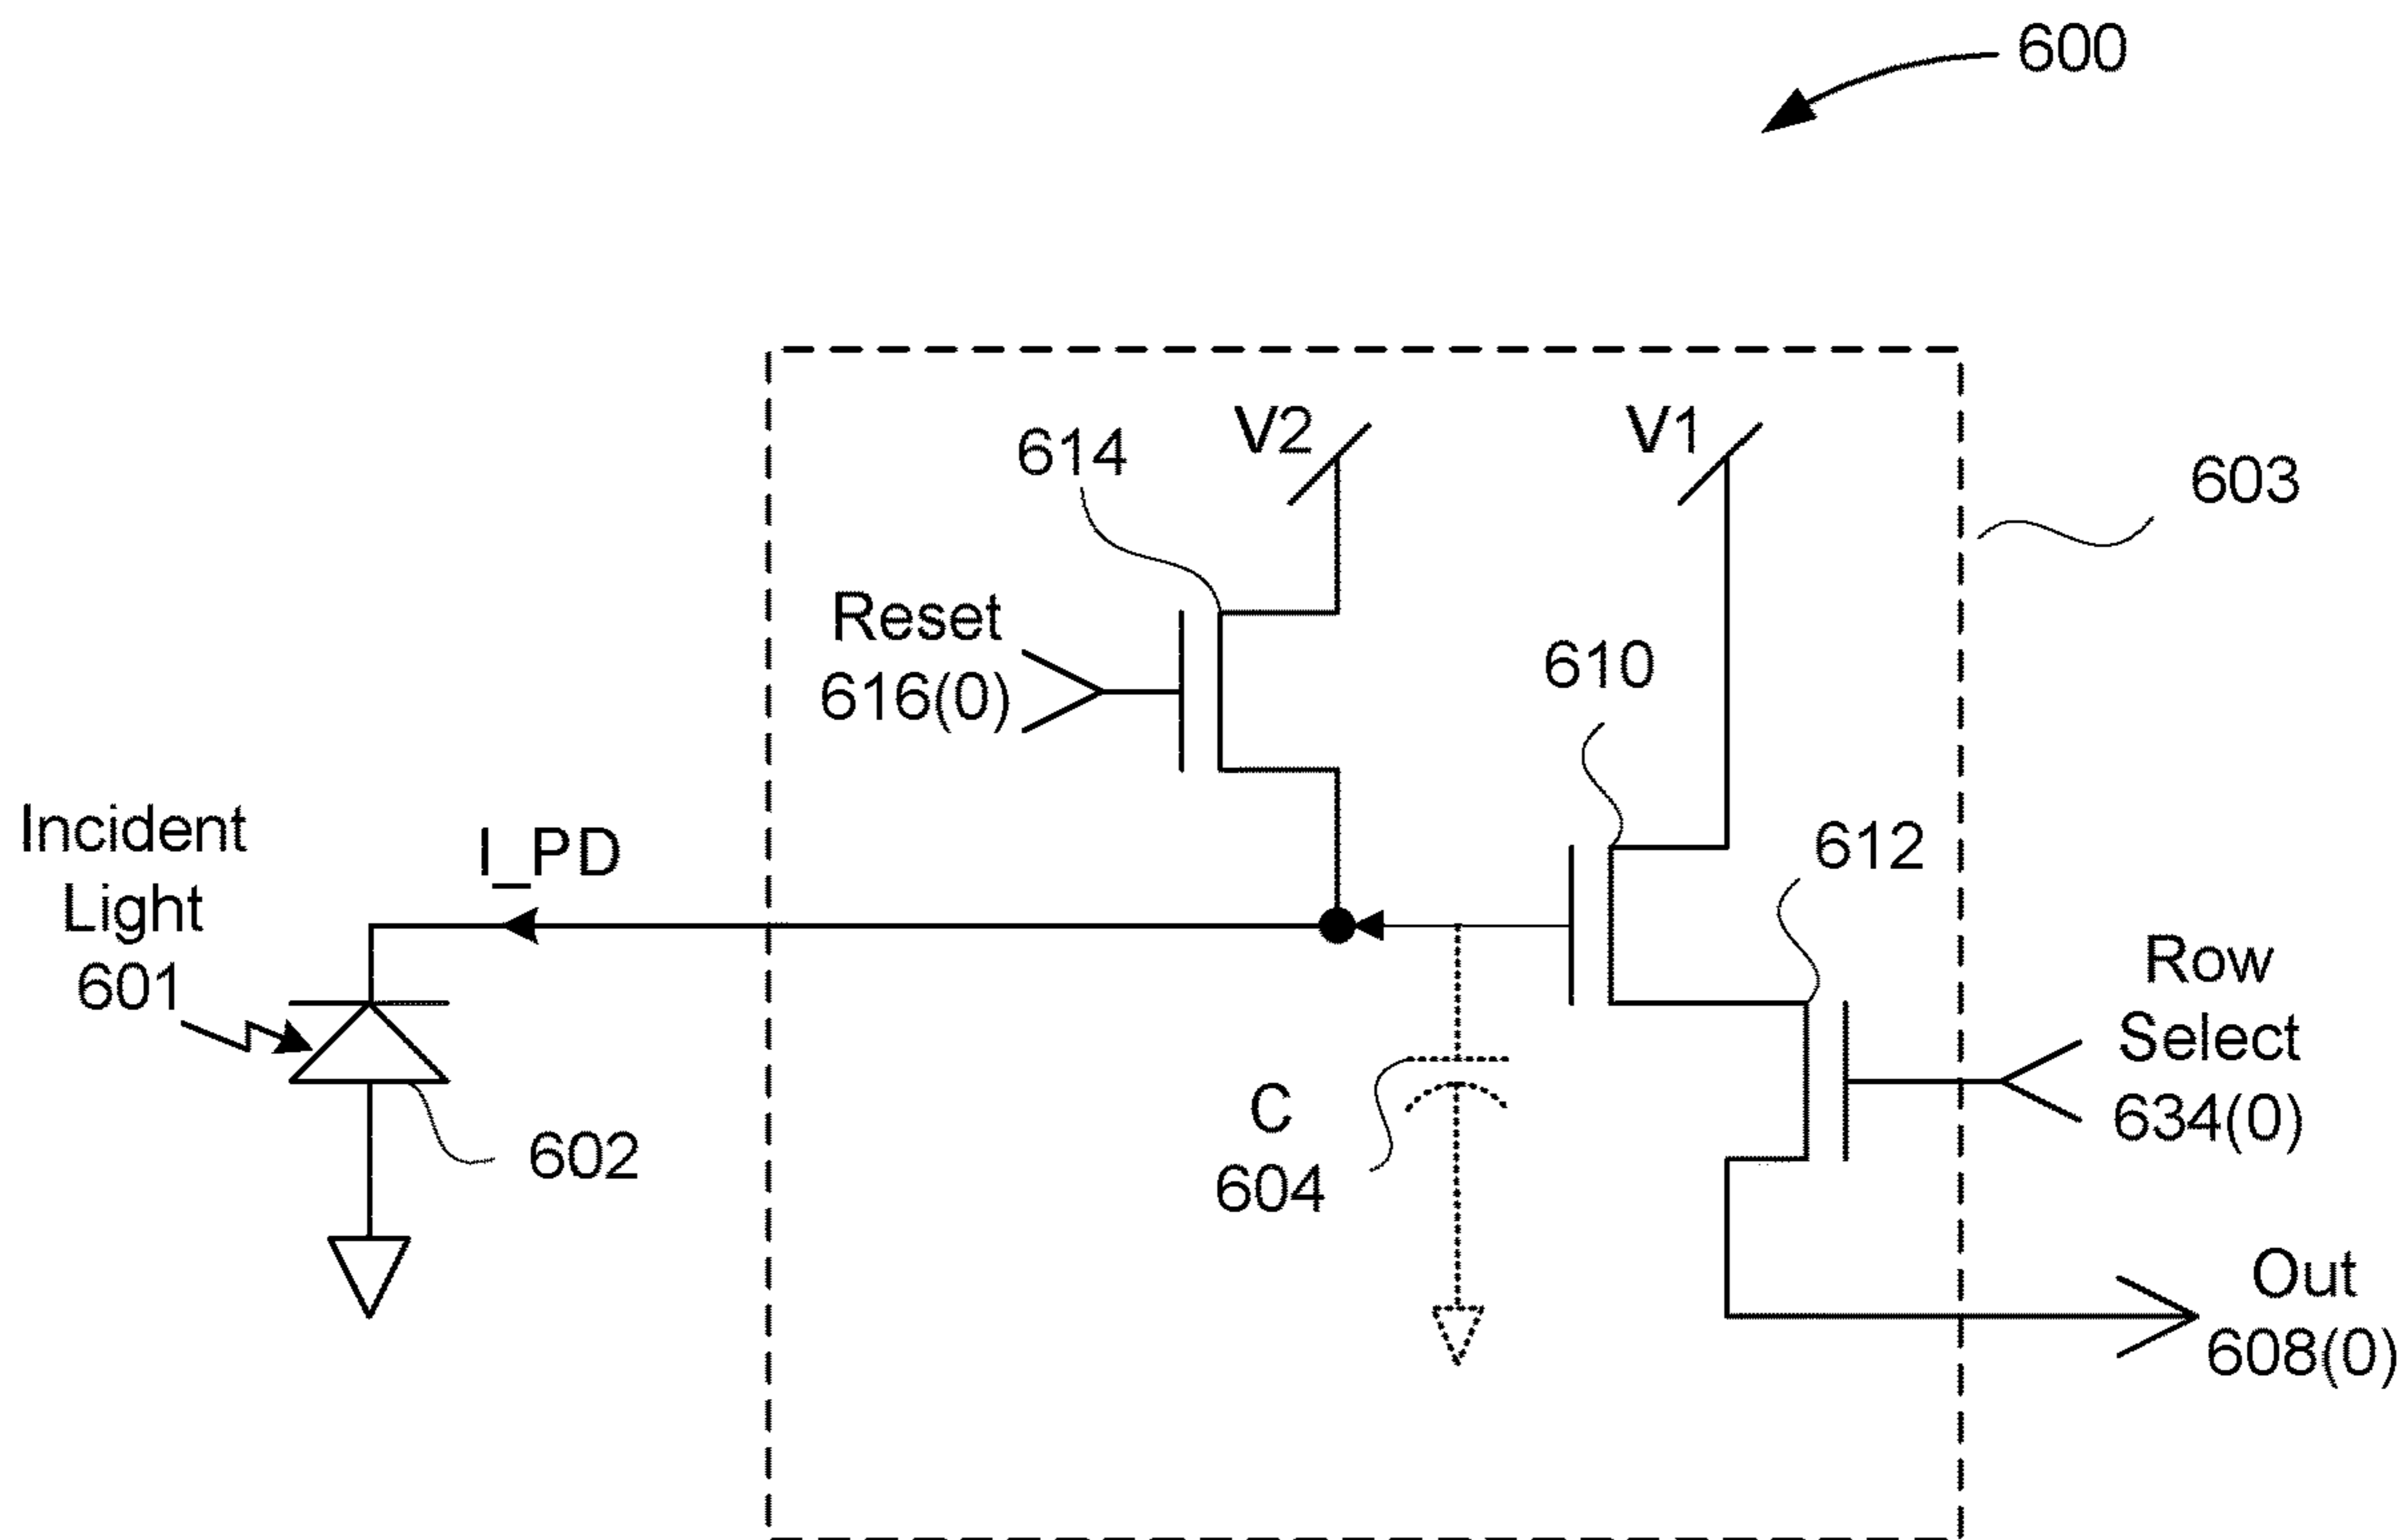 600
V2
V1
614
603
Reset
616(0)
610
Incident
Light
601
I_PD
612
Row
Select
634(0)
C
604
602
Out
608(0)